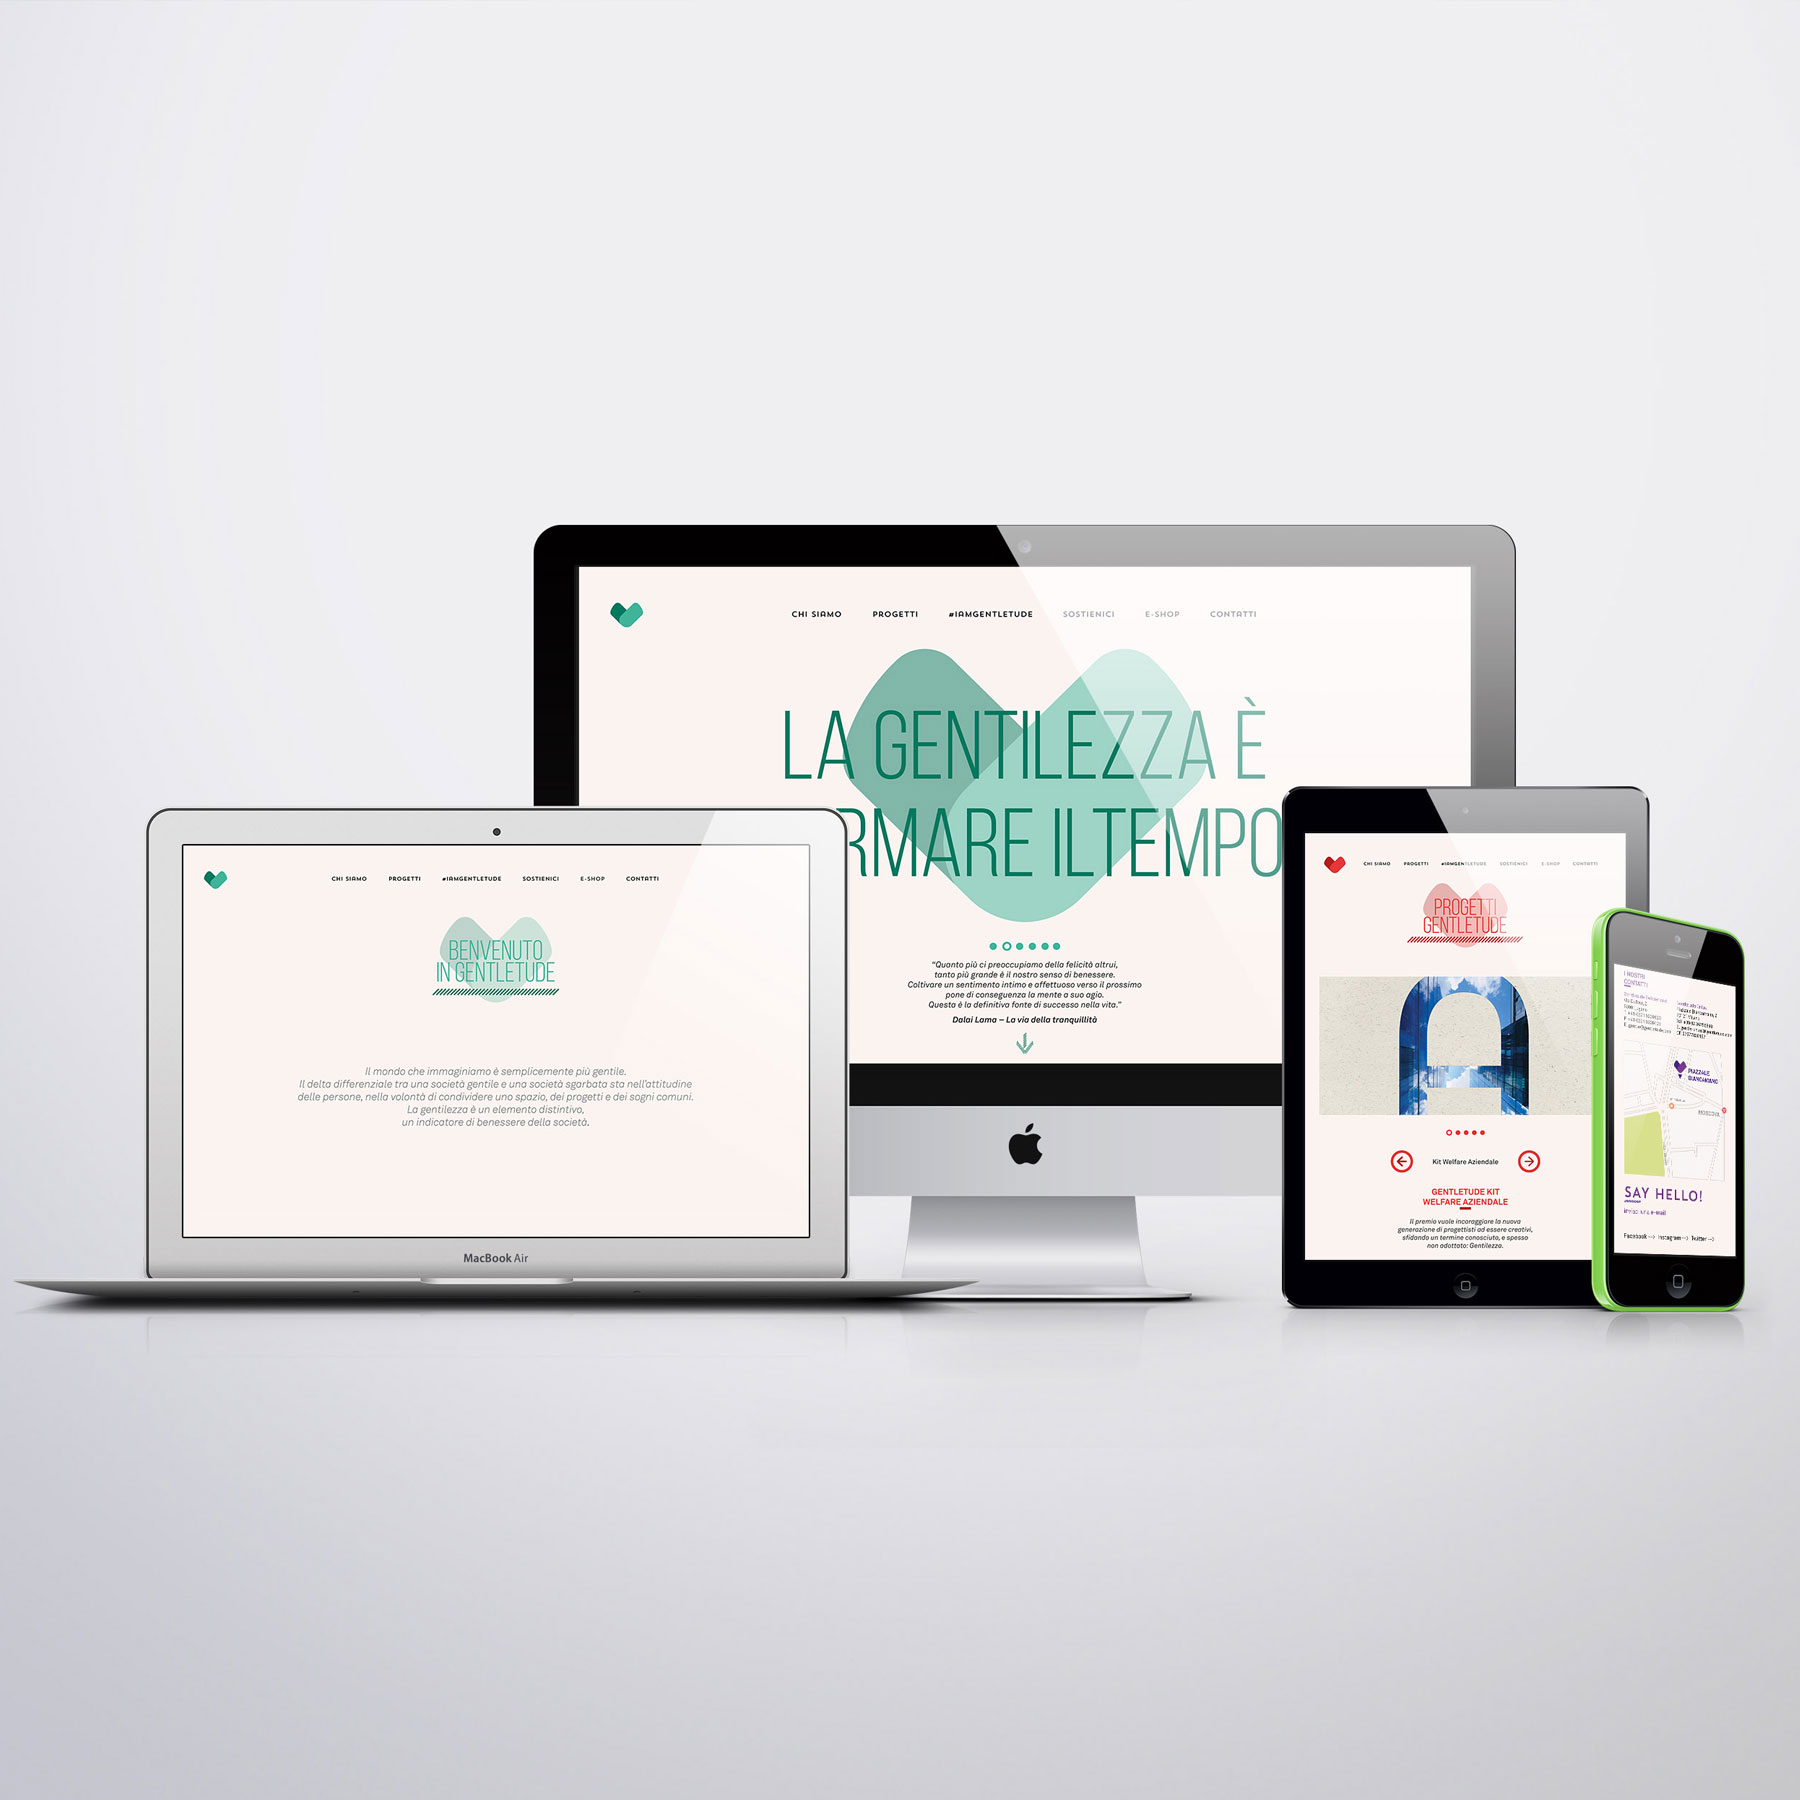 CHI SIAMO PROGETTI #IAMGENTLETUDE SOSTIENICI E-SHOP CONTATTI
LA GENTILEZZA È
RMARE IL TEMPO
“Quanto più ci preoccupiamo della felicità altrui,
tanto più grande è il nostro senso di benessere.
Coltivare un sentimento intimo e affettuoso verso il prossimo
pone di conseguenza la mente a suo agio.
Questa è la definitiva fonte di successo nella vita.”
Dalai Lama – La via della tranquillità
CHI SIAMO PROGETTI #IAMGENTLETUDE SOSTIENICI E-SHOP CONTATTI
BENVENUTO
IN GENTLETUDE
Il mondo che immaginiamo è semplicemente più gentile.
Il delta differenziale tra una società gentile e una società sgarbata sta nell’attitudine
delle persone, nella volontà di condividere uno spazio, dei progetti e dei sogni comuni.
La gentilezza è un elemento distintivo,
un indicatore di benessere della società.
MacBook Air
CHI SIAMO PROGETTI #IAMGENTLETUDE SOSTIENICI E-SHOP CONTATTI
PROGETTI
GENTLETUDE
Kit Welfare Aziendale
GENTLETUDE KIT
WELFARE AZIENDALE
Il premio vuole incoraggiare la nuova
generazione di progettisti ad essere creativi,
sfidando un termine conosciuto, e spesso
non adottato: Gentilezza.
I NOSTRI
CONTATTI
PIAZZALE
BIANCAMANO
MOSCOVA
SAY HELLO!
Facebook —> Instagram —> Twitter —>